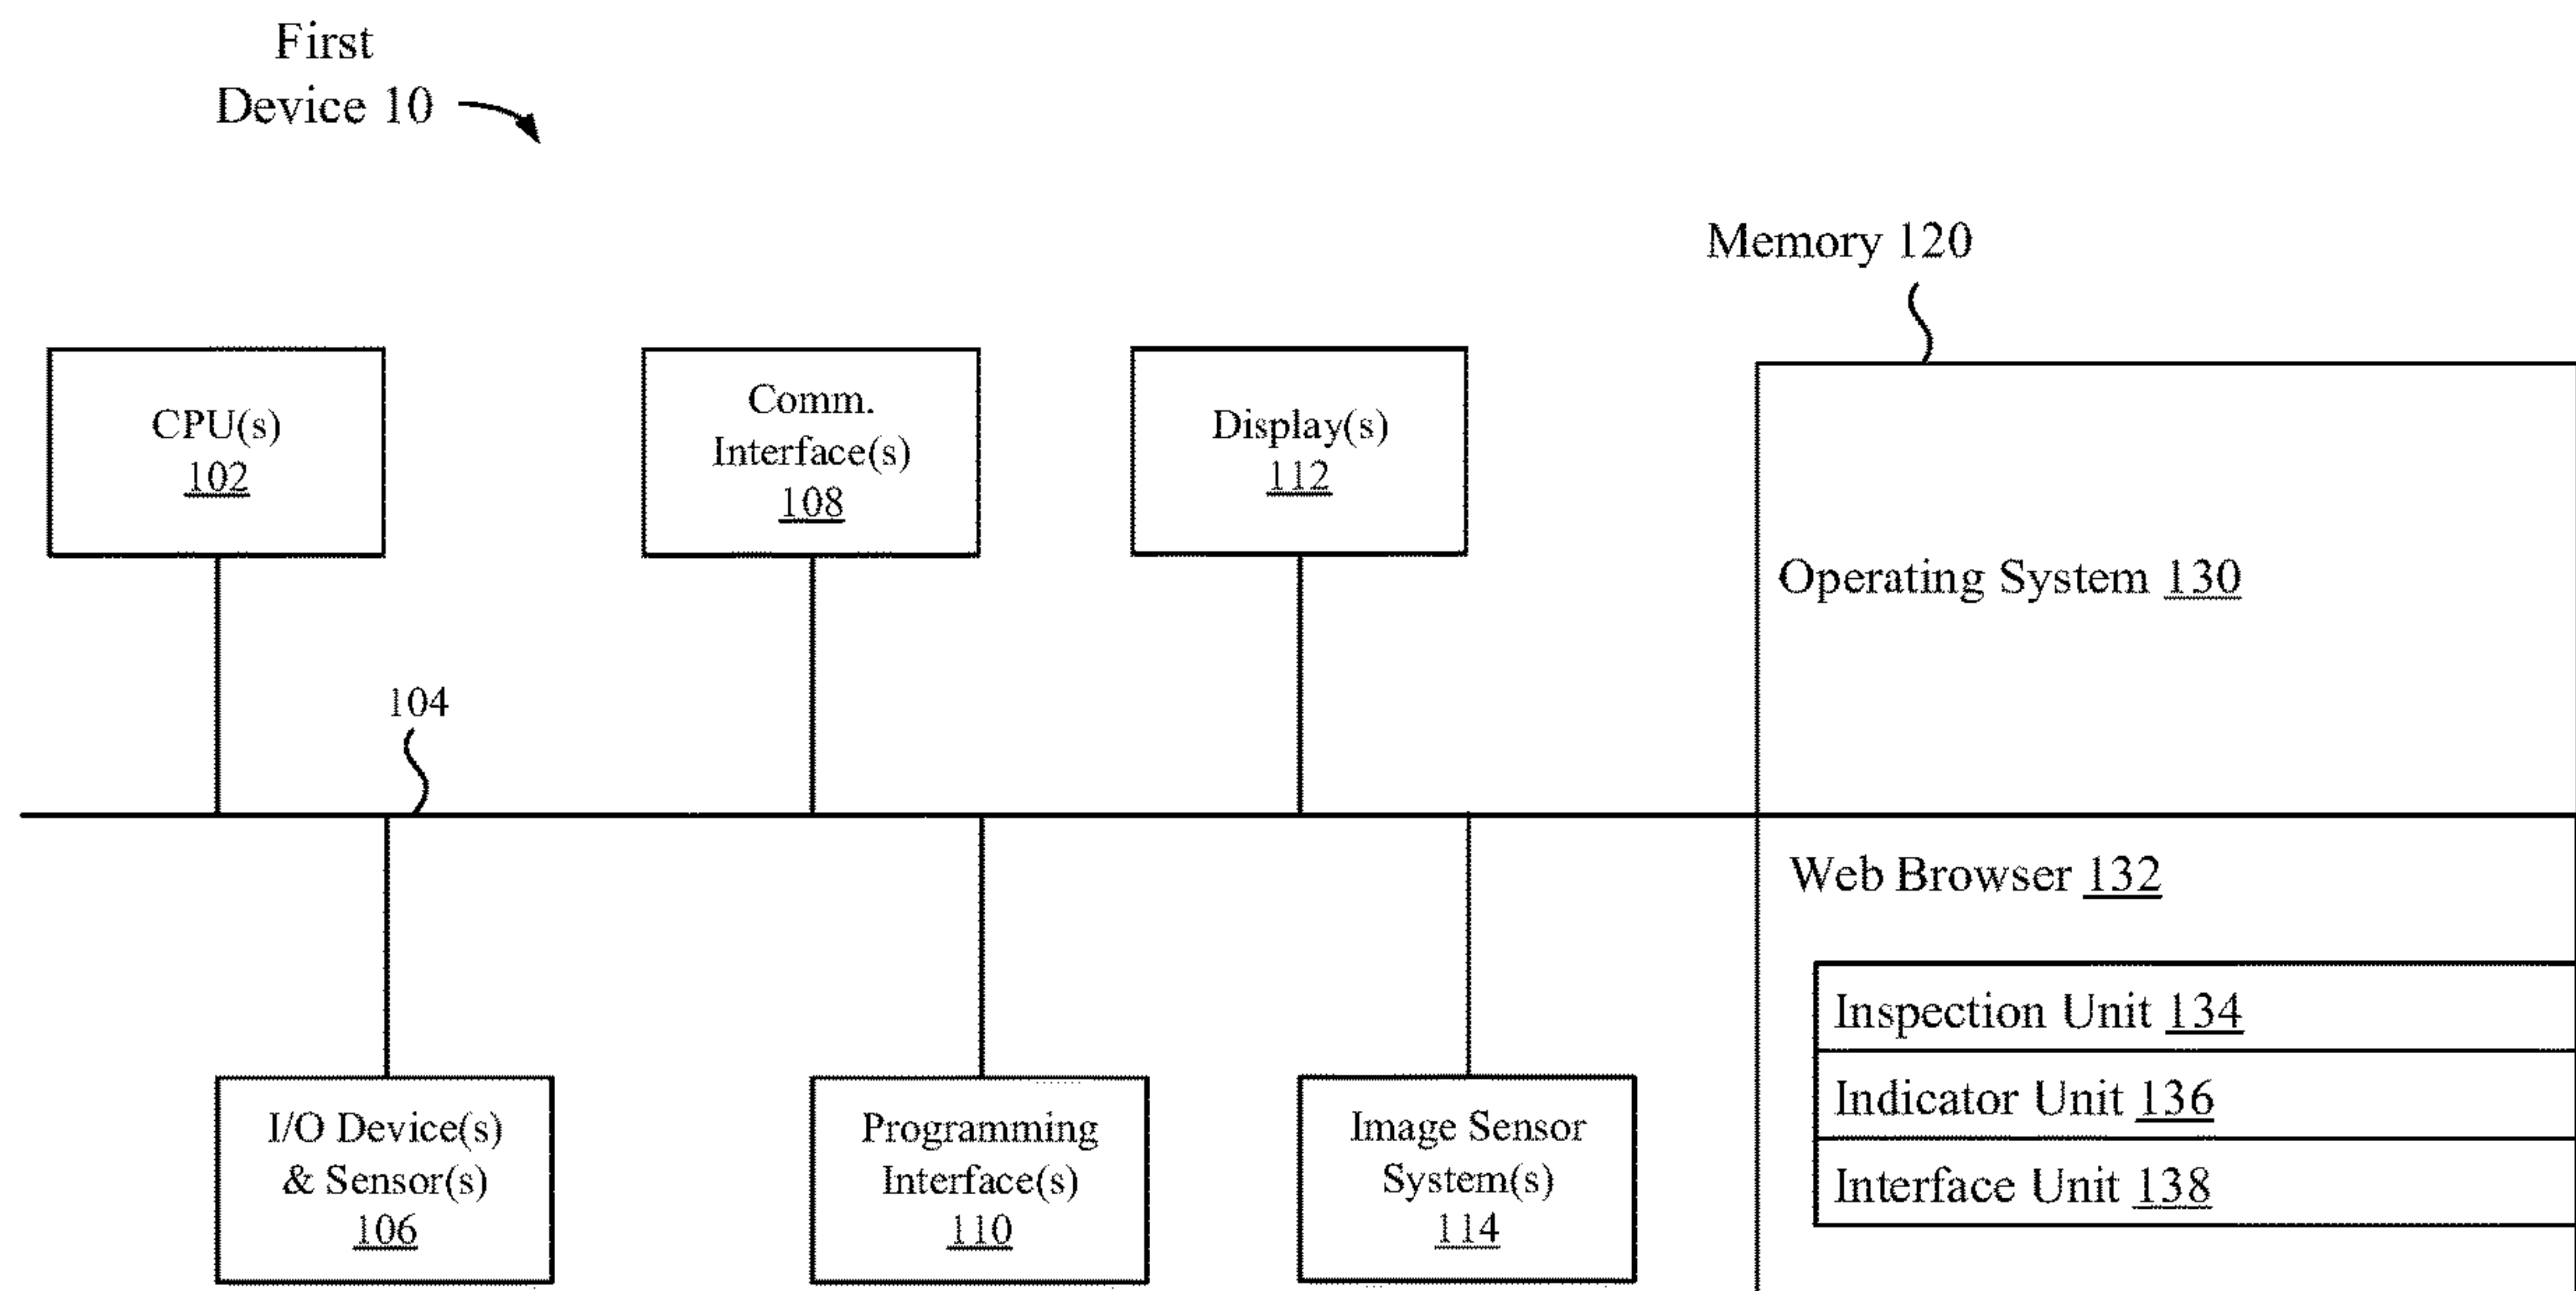 First
Device 10
Memory 120
CPU(s)
102
Comm.
Interface(s)
108
Display(s)
112
Operating System 130
104
Web Browser 132
Inspection Unit 134
Indicator Unit 136
Interface Unit 138
I/O Device(s)
& Sensor(s)
106
Programming
Interface(s)
110
Image Sensor
System(s)
114